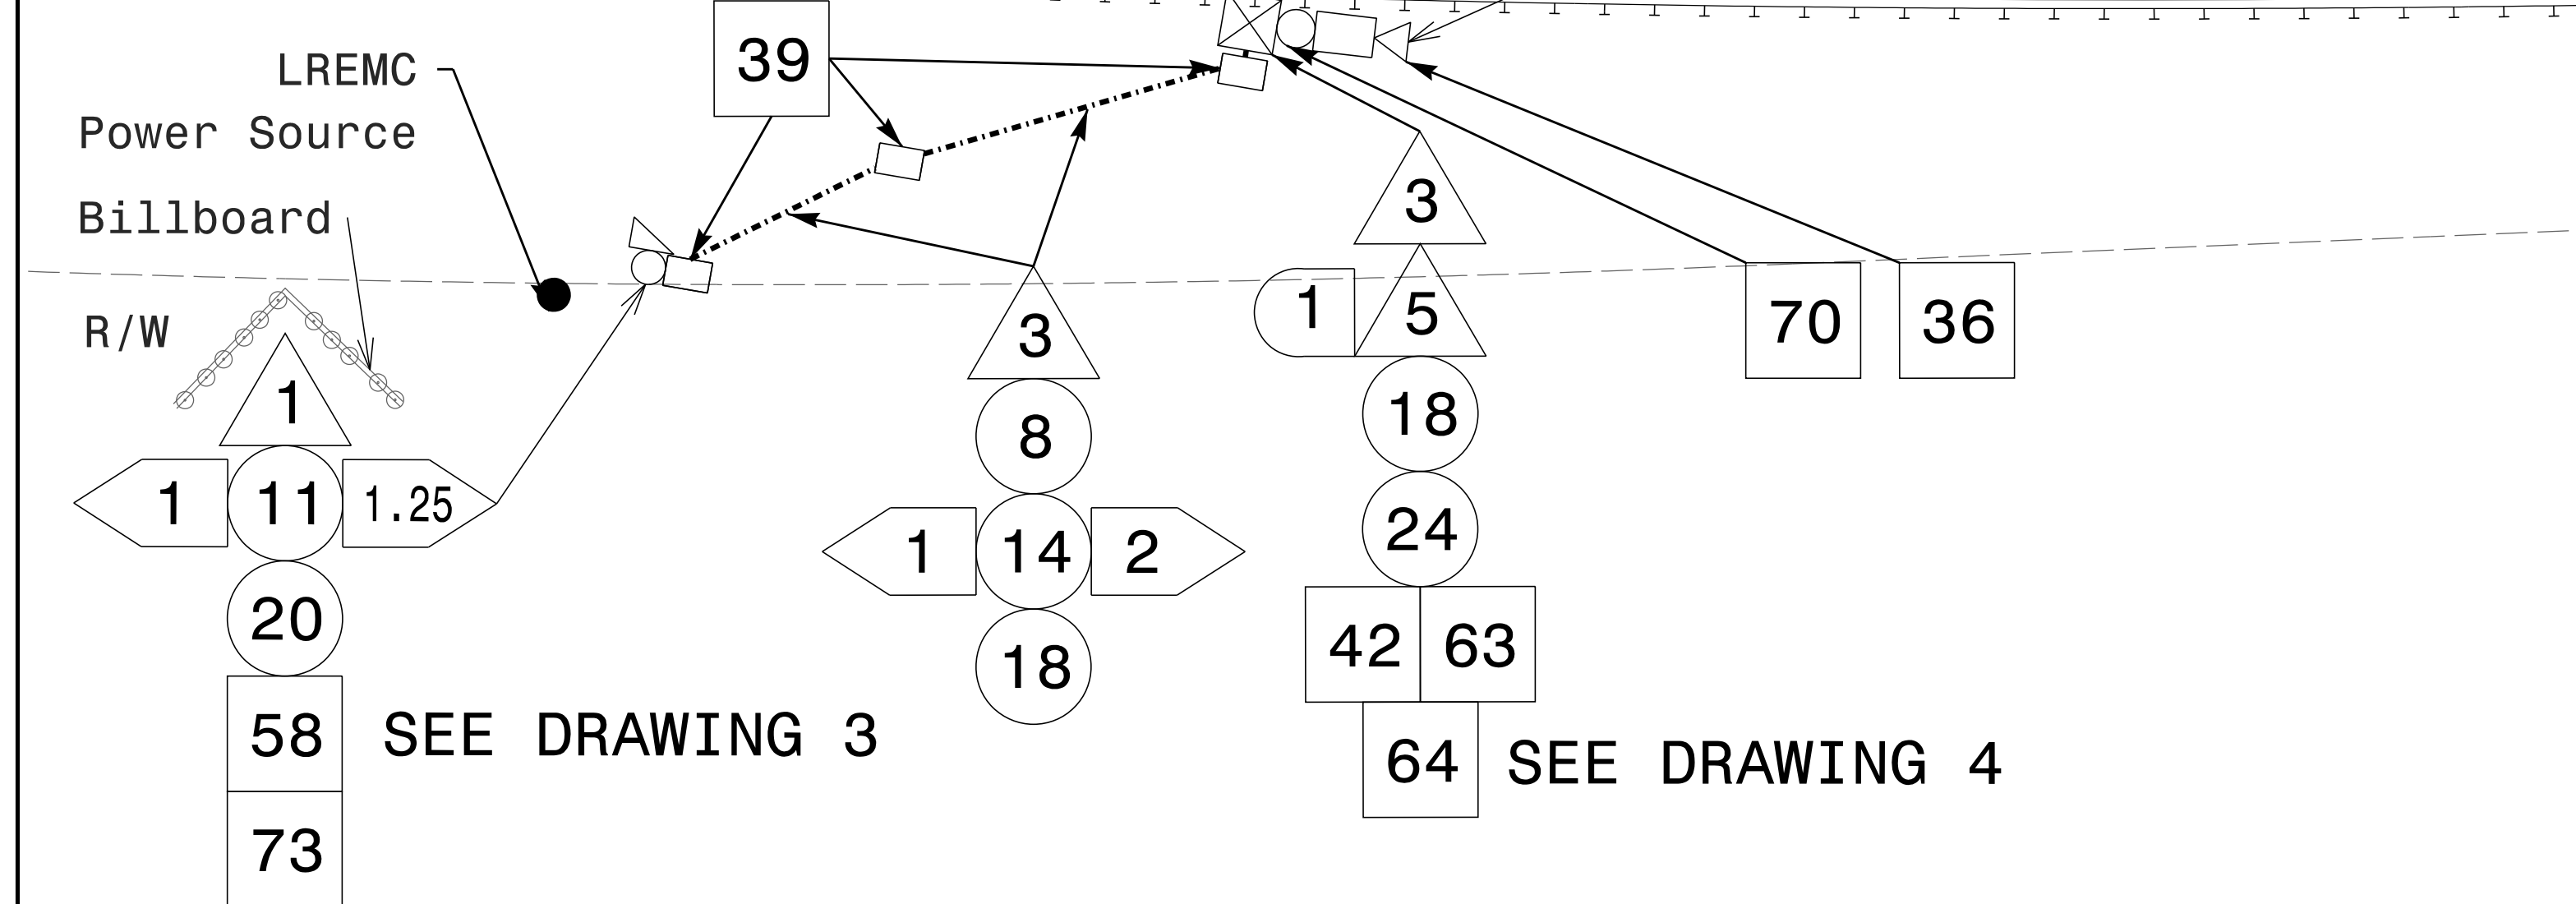 39
LREMC
Power Source
Billboard
R/W
1
1 11 1.25
20
58 SEE DRAWING 3
73
3
8
1 14 2
18
3
1 5
18
24
42 63
64 SEE DRAWING 4
70 36